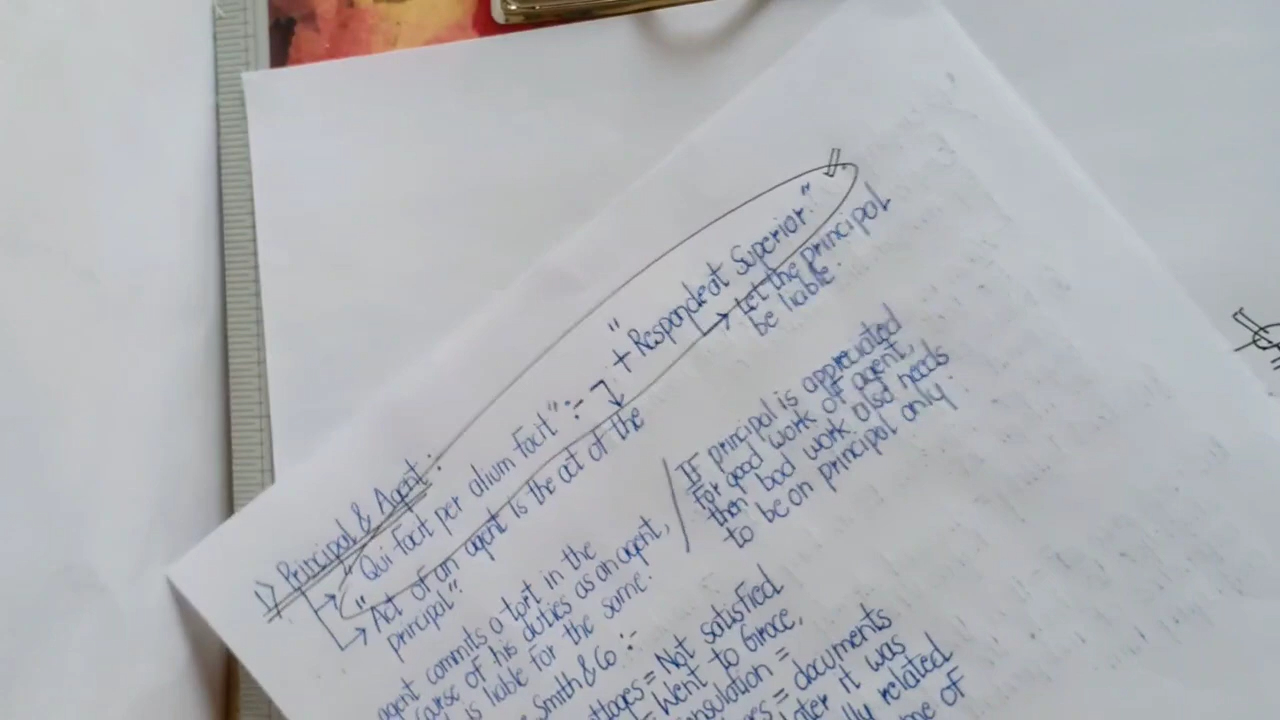 1) Principal & Agent:
"Qui facit per alium facit" :- + "Respondeat Superior."
Let the principal
be liable.
"Act of an agent is the act of the
principal".
If principal is appreciated
for good work of agent,
then bad work also needs
to be on principal only.
agent commits a tort in the
course of his duties as an agent,
is liable for the same.
Smith & Co :-
= Not satisfied
= Went to Grace,
=
= documents
later it was
related
of